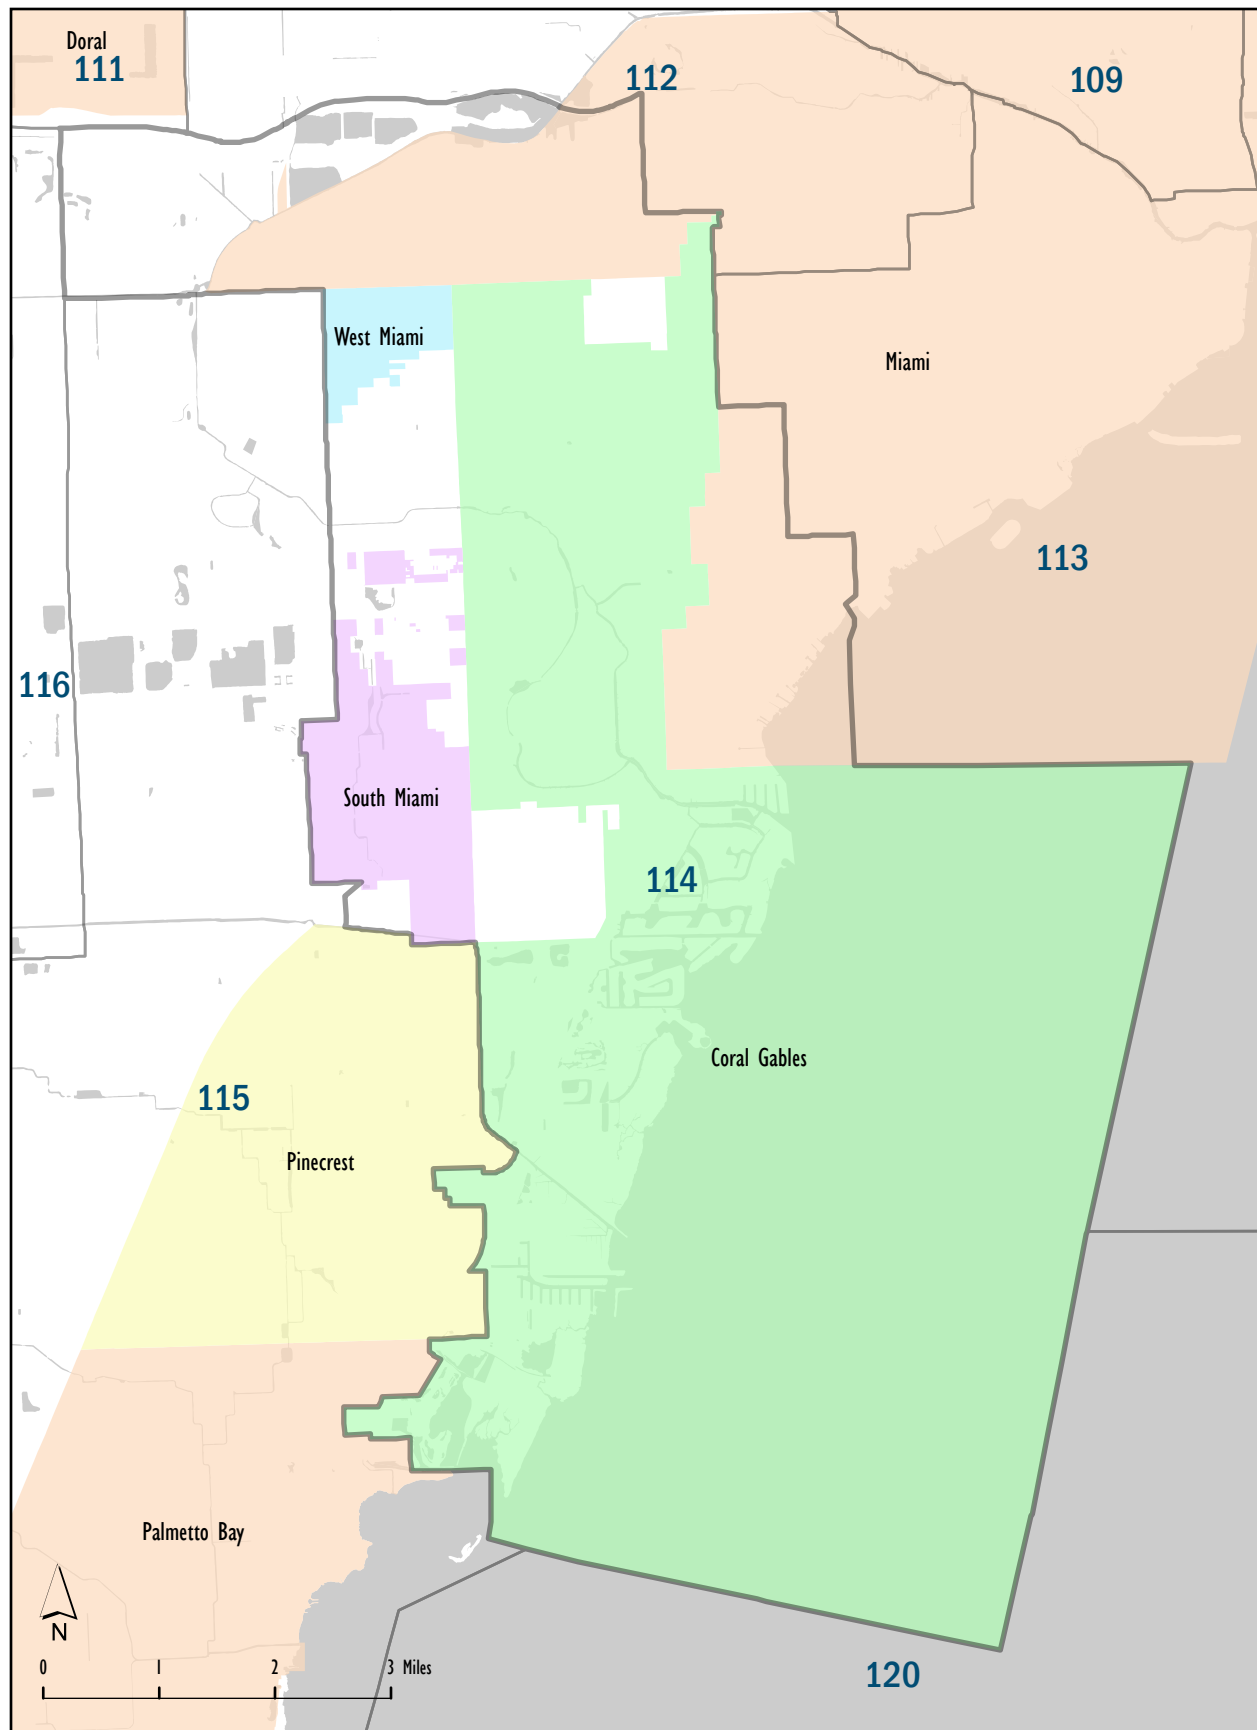 Doral
111
112
109
West Miami
Miami
113
116
South Miami
114
Coral Gables
115
Pinecrest
Palmetto Bay
N
0 1 2 3 Miles
120